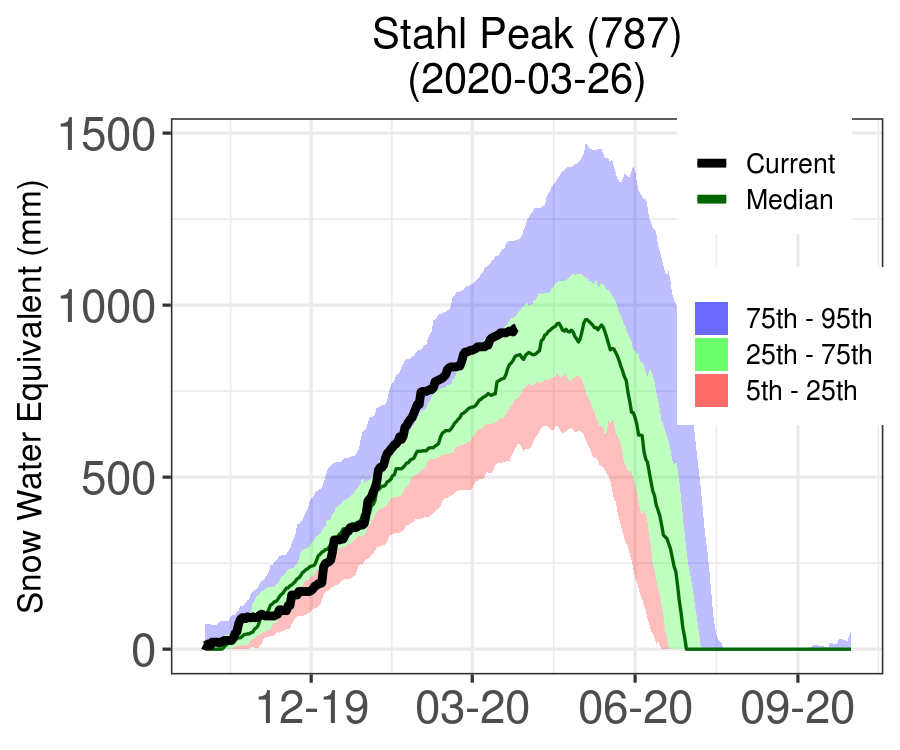 Stahl Peak (787)
(2020-03-26)
Snow Water Equivalent (mm)
1500
1000
500
0
12-19
03-20
06-20
09-20
Current
Median
75th - 95th
25th - 75th
5th - 25th